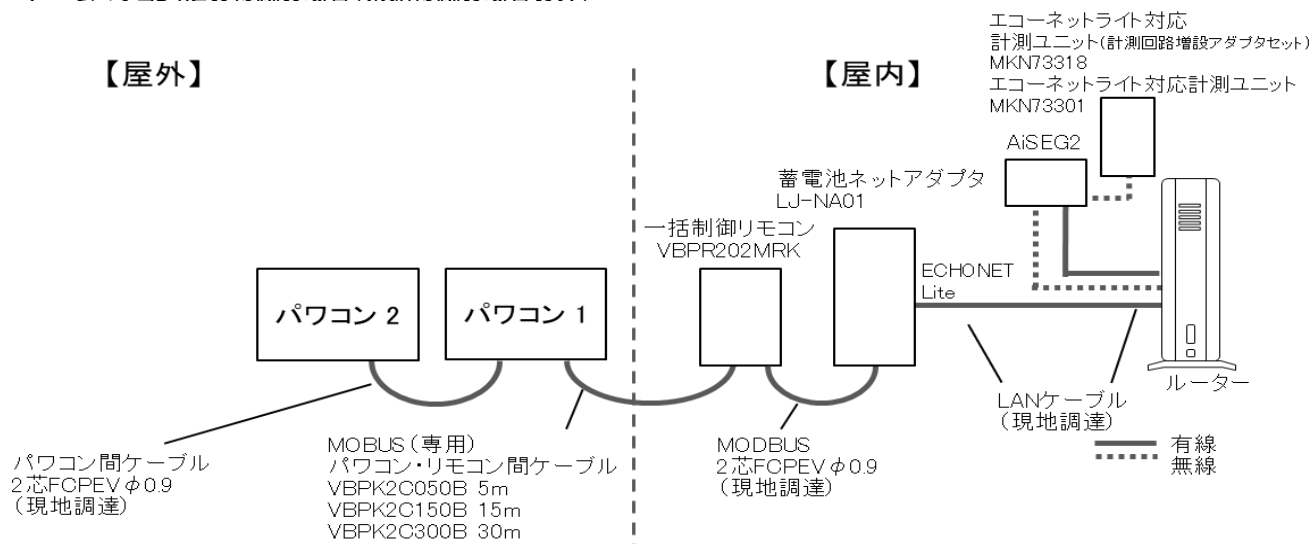 【屋外】
【屋内】
エコーネットライト対応
計測ユニット(計測回路増設アダプタセット)
MKN73318
エコーネットライト対応計測ユニット
MKN73301
AiSEG2
蓄電池ネットアダプタ
LJ-NA01
一括制御リモコン
VBPR202MRK
ECHONET
Lite
パワコン 2
パワコン 1
ルーター
LANケーブル
(現地調達)
パワコン間ケーブル
2芯FCPEVφ0.9
(現地調達)
MOBUS(専用)
パワコン・リモコン間ケーブル
VBPK2C050B 5m
VBPK2C150B 15m
VBPK2C300B 30m
MODBUS
2芯FCPEVφ0.9
(現地調達)
有線
無線